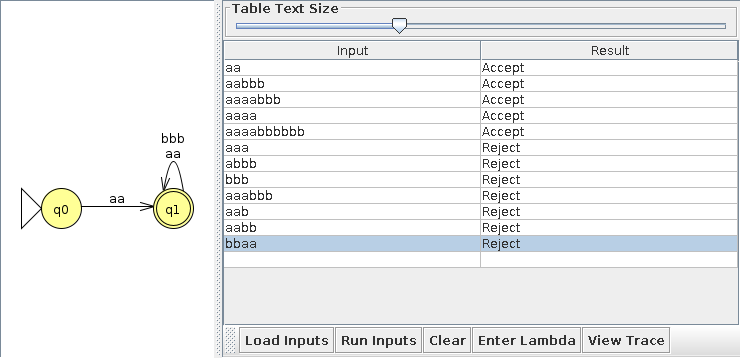 Table Text Size
Input Result
aa Accept
aabbb Accept
aaaabbb Accept
aaaa Accept
aaaabbbbbb Accept
aaa Reject
abbb Reject
bbb Reject
aaabbb Reject
aab Reject
aabb Reject
bbaa Reject
bbb
aa
q0 aa q1
Load Inputs Run Inputs Clear Enter Lambda View Trace